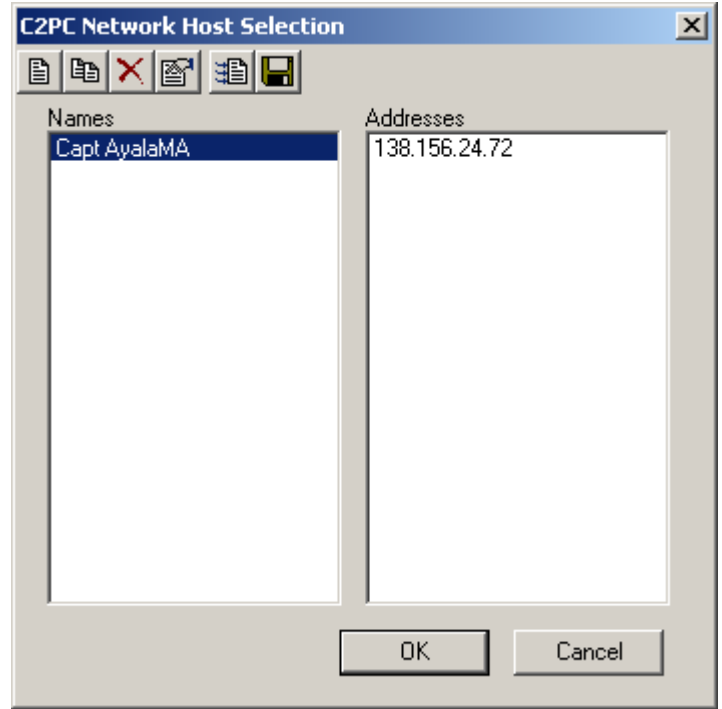 C2PC Network Host Selection
Names
Addresses
Capt AyalaMA
138.156.24.72
OK
Cancel